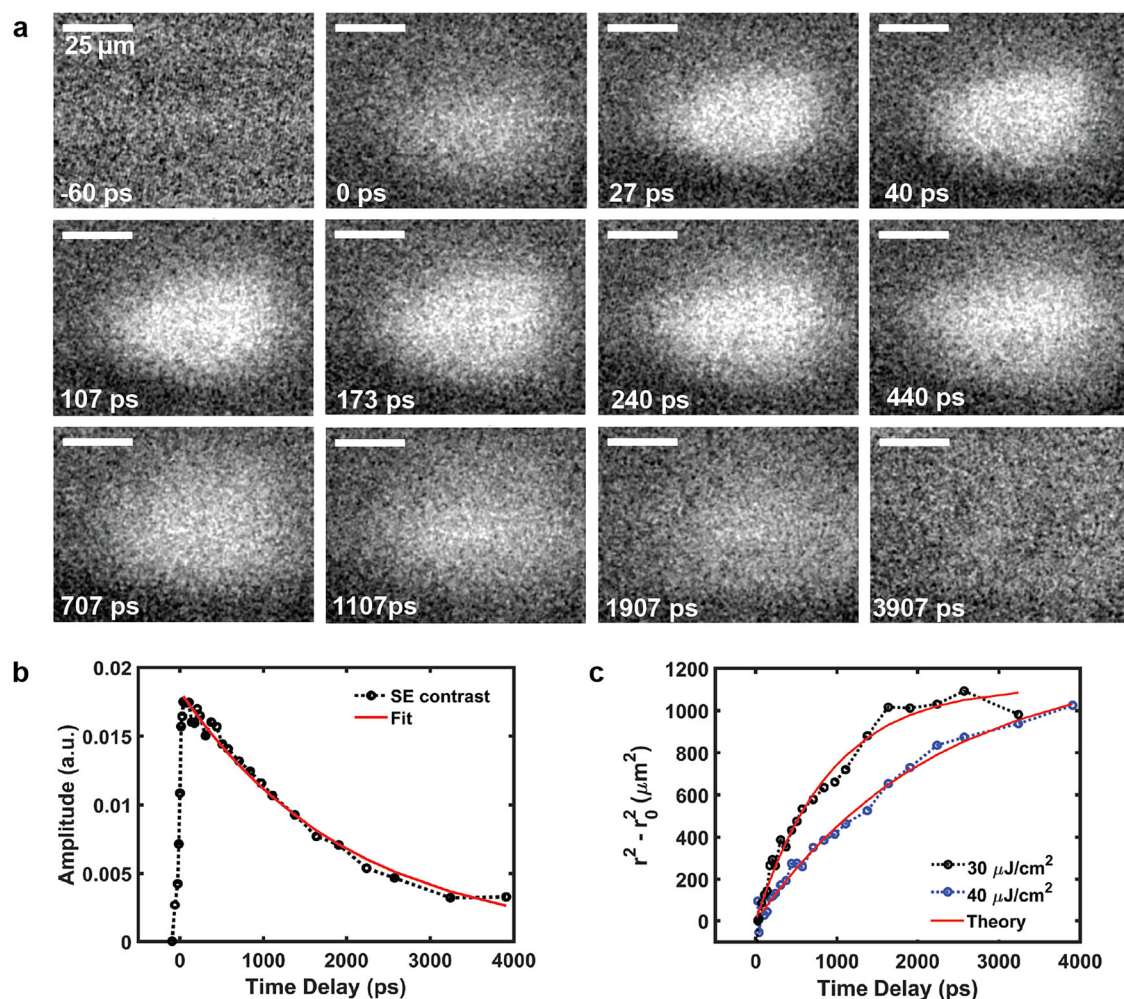 a
25 µm
-60 ps
0 ps
27 ps
40 ps
107 ps
173 ps
240 ps
440 ps
707 ps
1107ps
1907 ps
3907 ps
b
0.02
0.015
0.01
0.005
0
Amplitude (a.u.)
SE contrast
Fit
0 1000 2000 3000 4000
Time Delay (ps)
c
1200
1000
800
600
400
200
0
r² - r₀² (µm²)
30 µJ/cm²
40 µJ/cm²
Theory
0 1000 2000 3000 4000
Time Delay (ps)